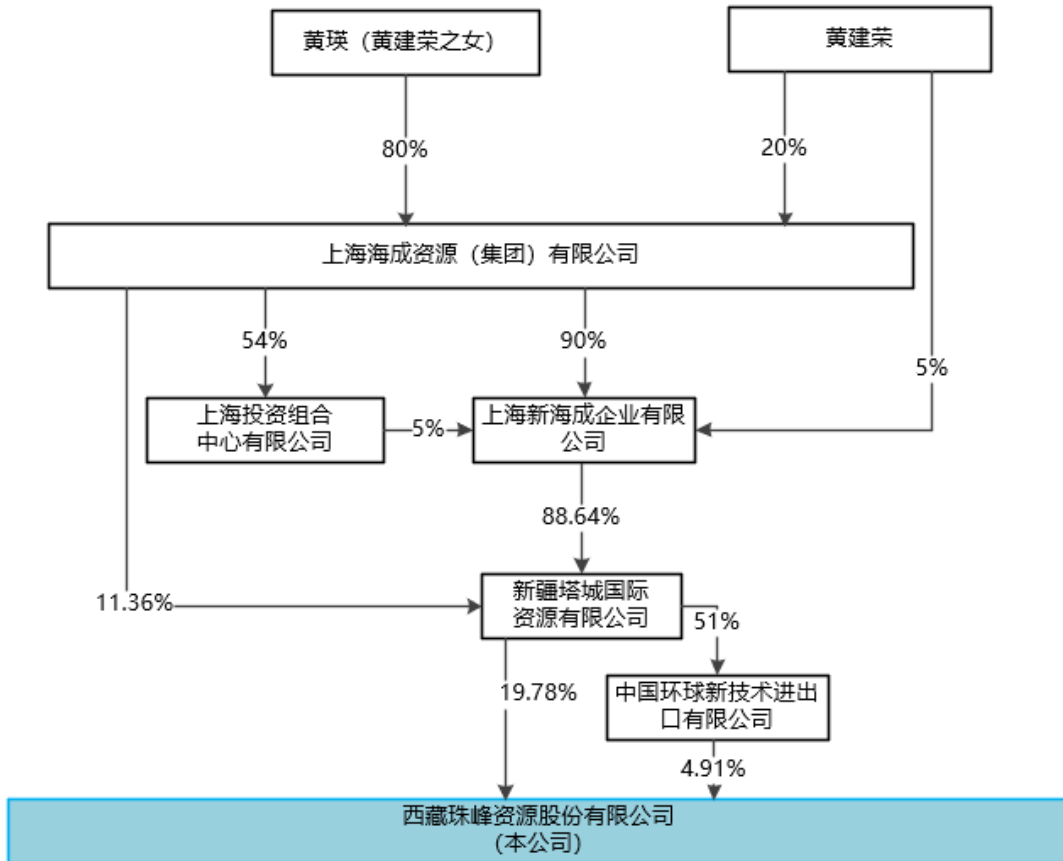 黄瑛（黄建荣之女）
黄建荣
80%
20%
上海海成资源（集团）有限公司
54%
90%
5%
上海投资组合
中心有限公司
5%
上海新海成企业有限
公司
88.64%
11.36%
新疆塔城国际
资源有限公司
51%
19.78%
中国环球新技术进出
口有限公司
4.91%
西藏珠峰资源股份有限公司
(本公司)